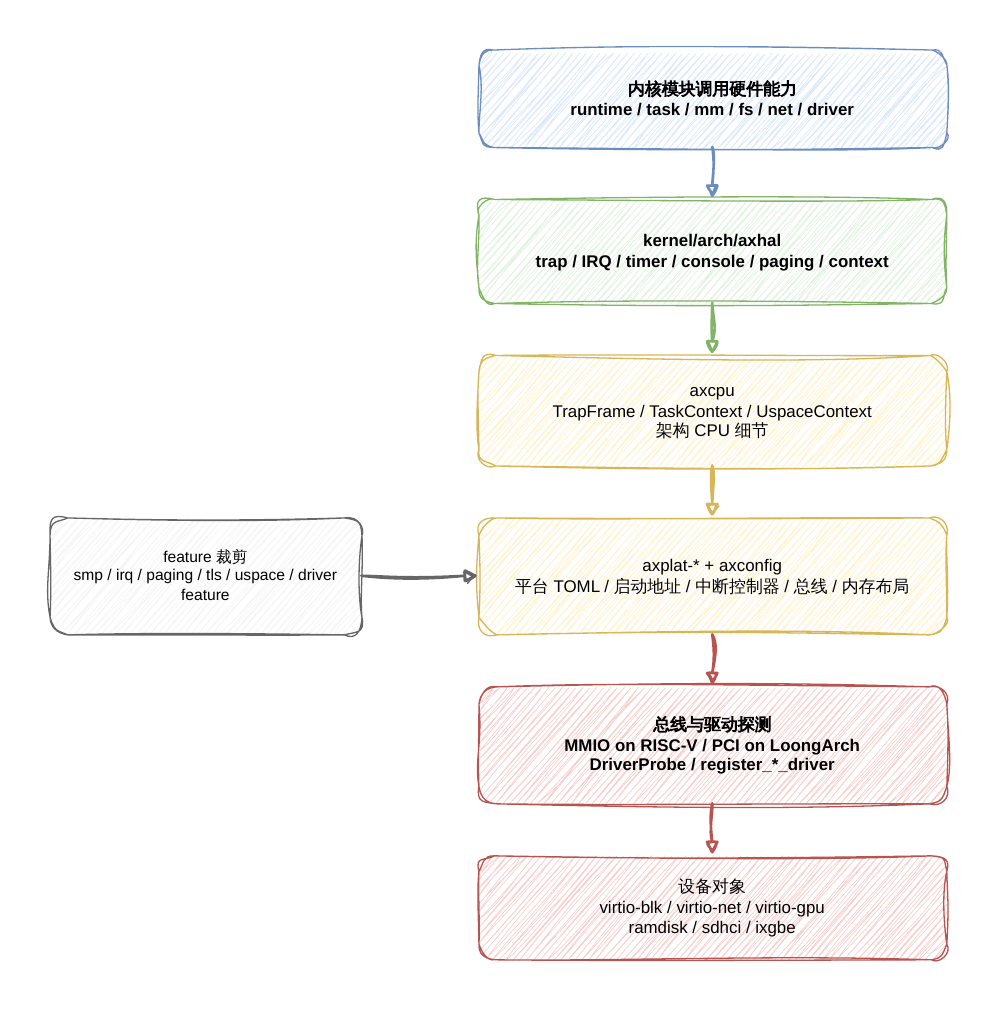 内核模块调用硬件能力
runtime / task / mm / fs / net / driver
kernel/arch/axhal
trap / IRQ / timer / console / paging / context
axcpu
TrapFrame / TaskContext / UspaceContext
架构 CPU 细节
feature 裁剪
smp / irq / paging / tls / uspace / driver
feature
axplat-* + axconfig
平台 TOML / 启动地址 / 中断控制器 / 总线 / 内存布局
总线与驱动探测
MMIO on RISC-V / PCI on LoongArch
DriverProbe / register_*_driver
设备对象
virtio-blk / virtio-net / virtio-gpu
ramdisk / sdhci / ixgbe